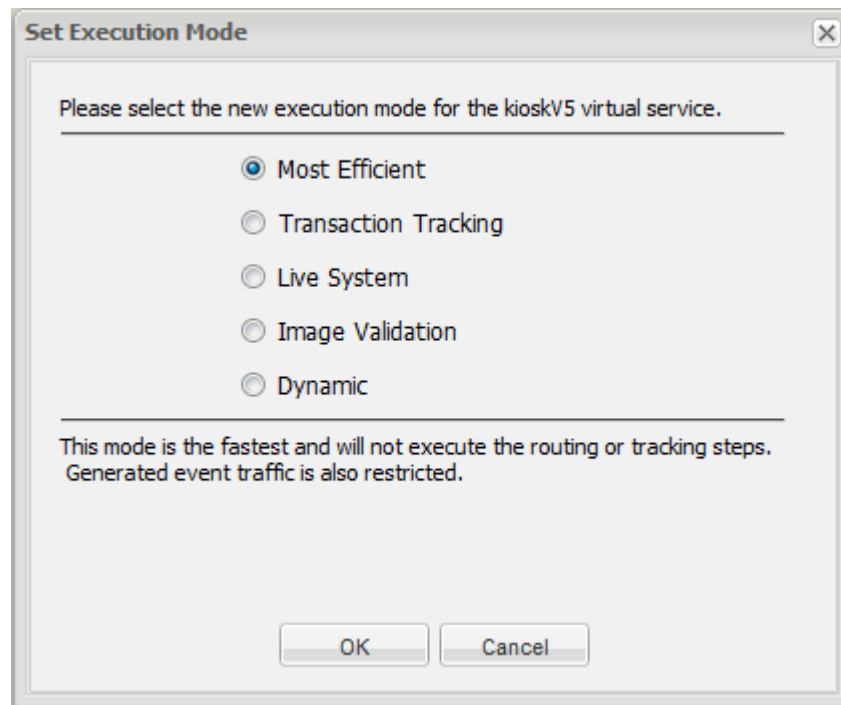 Set Execution Mode
Please select the new execution mode for the kioskV5 virtual service.
Most Efficient
Transaction Tracking
Live System
Image Validation
Dynamic
This mode is the fastest and will not execute the routing or tracking steps.
Generated event traffic is also restricted.
OK Cancel